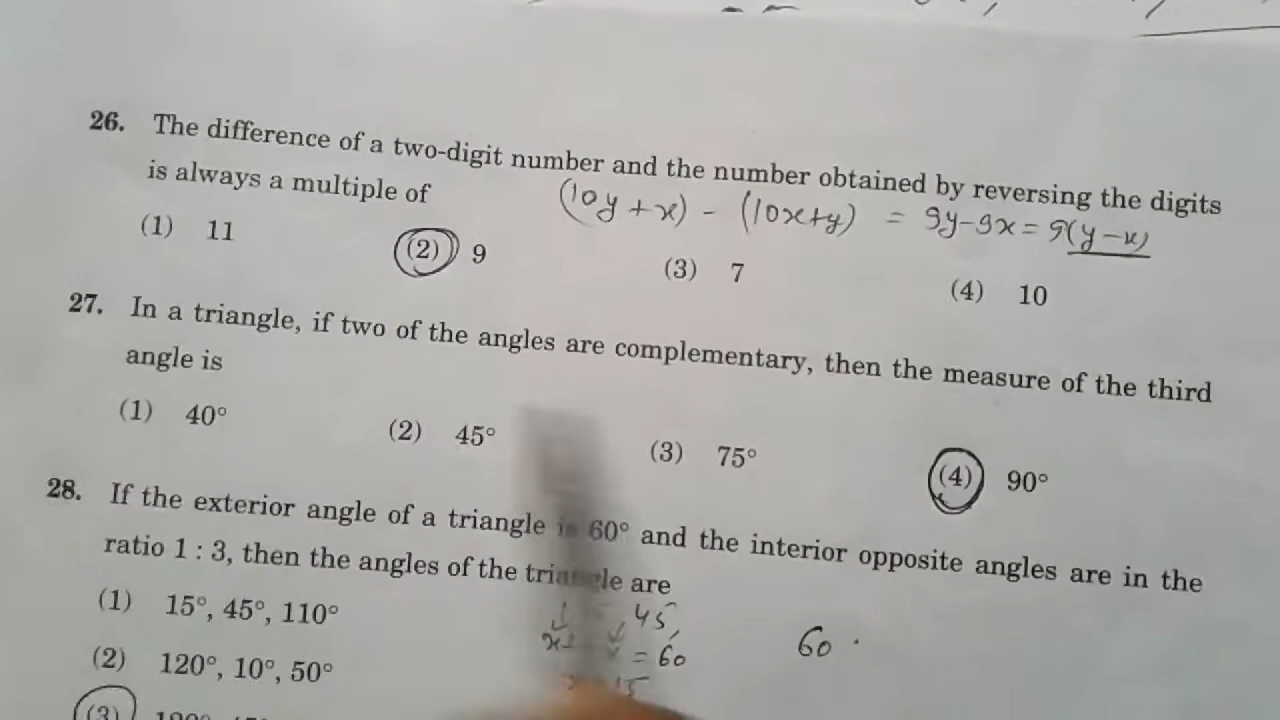 26. The difference of a two-digit number and the number obtained by reversing the digits
is always a multiple of
(10y + x) - (10x+y) = 9y-9x = 9(y-x)
(1) 11 (2) 9 (3) 7 (4) 10
27. In a triangle, if two of the angles are complementary, then the measure of the third
angle is
(1) 40° (2) 45° (3) 75° (4) 90°
28. If the exterior angle of a triangle is 60° and the interior opposite angles are in the
ratio 1 : 3, then the angles of the triangle are
(1) 15°, 45°, 110°
45,
= 60
60
(2) 120°, 10°, 50°
15
(3)